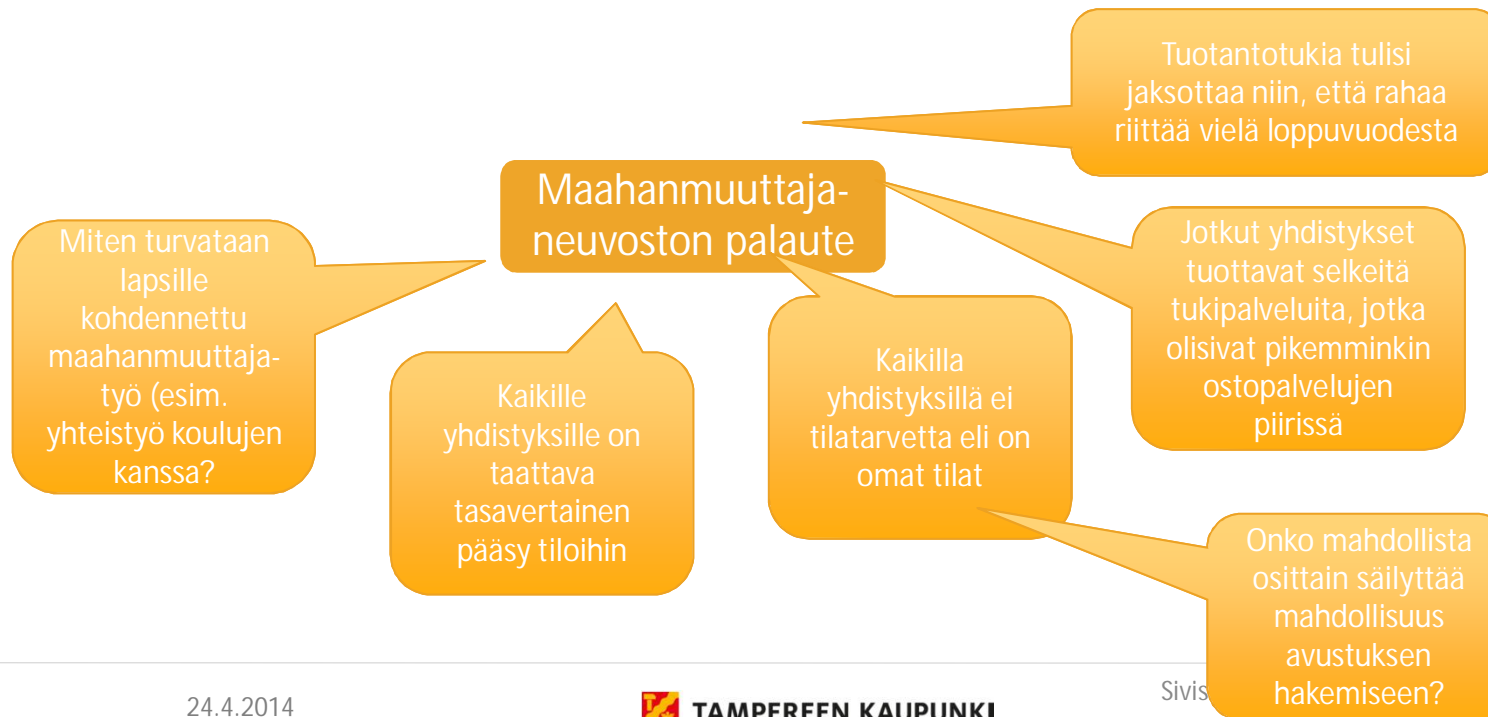 Tuotantotukia tulisi
jaksottaa niin, että rahaa
riittää vielä loppuvuodesta
Maahanmuuttaja-
neuvoston palaute
Miten turvataan
lapsille
kohdennettu
maahanmuuttaja-
työ (esim.
yhteistyö koulujen
kanssa?
Kaikille
yhdistyksille on
taattava
tasavertainen
pääsy tiloihin
Kaikilla
yhdistyksillä ei
tilatarvetta eli on
omat tilat
Jotkut yhdistykset
tuottavat selkeitä
tukipalveluita, jotka
olisivat pikemminkin
ostopalvelujen
piirissä
Onko mahdollista
osittain säilyttää
mahdollisuus
avustuksen
hakemiseen?
24.4.2014
TAMPEREEN KAUPUNKI